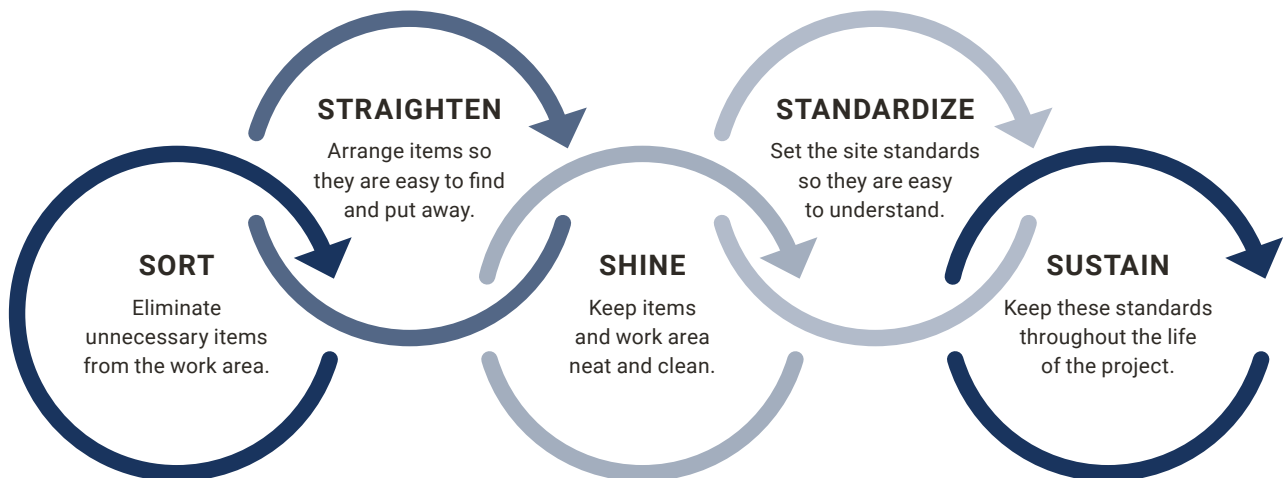 SORT
Eliminate
unnecessary items
from the work area.
STRAIGHTEN
Arrange items so
they are easy to find
and put away.
SHINE
Keep items
and work area
neat and clean.
STANDARDIZE
Set the site standards
so they are easy
to understand.
SUSTAIN
Keep these standards
throughout the life
of the project.